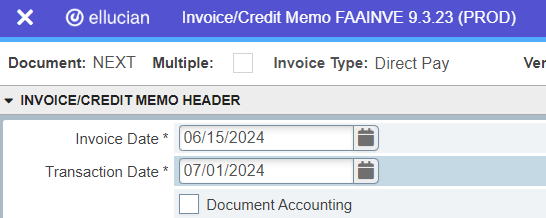 ellucian Invoice/Credit Memo FAAINVE 9.3.23 (PROD)
Document: NEXT Multiple: Invoice Type: Direct Pay Ver
INVOICE/CREDIT MEMO HEADER
Invoice Date * 06/15/2024
Transaction Date * 07/01/2024
Document Accounting